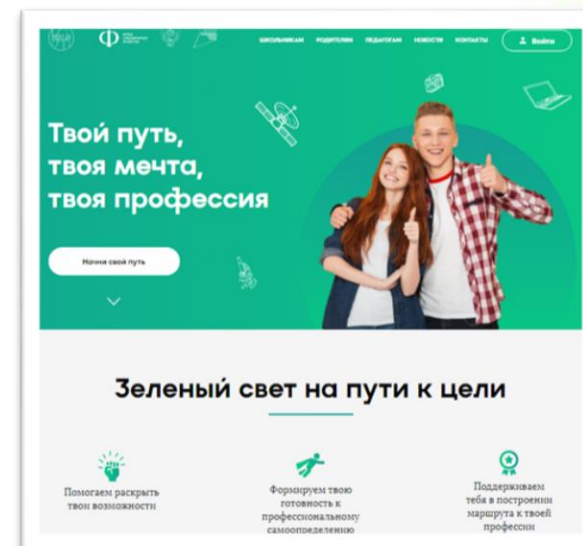 ШКОЛЬНИКАМ РОДИТЕЛЯМ ПЕДАГОГАМ НОВОСТИ КОНТАКТЫ Войти
Твой путь,
твоя мечта,
твоя профессия
Начни свой путь
Зеленый свет на пути к цели
Помогаем раскрыть
твои возможности
Формируем твою
готовность к
профессиональному
самоопределению
Поддерживаем
тебя в построении
маршрута к твоей
профессии